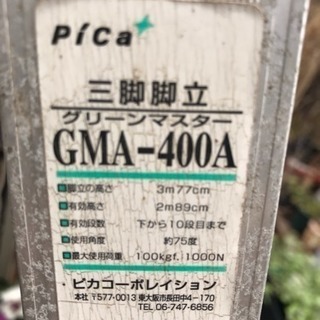 PiCa
三脚脚立
グリーンマスター
GMA-400A
脚立の高さ 3m77cm
有効高さ 2m89cm
有効段数 下から10段目まで
使用角度 約75度
最大使用荷重 100kgf. 1000N
ピカコーポレイション
本社 〒577-0013 東大阪市長田中4-170
TEL 06-747-6856